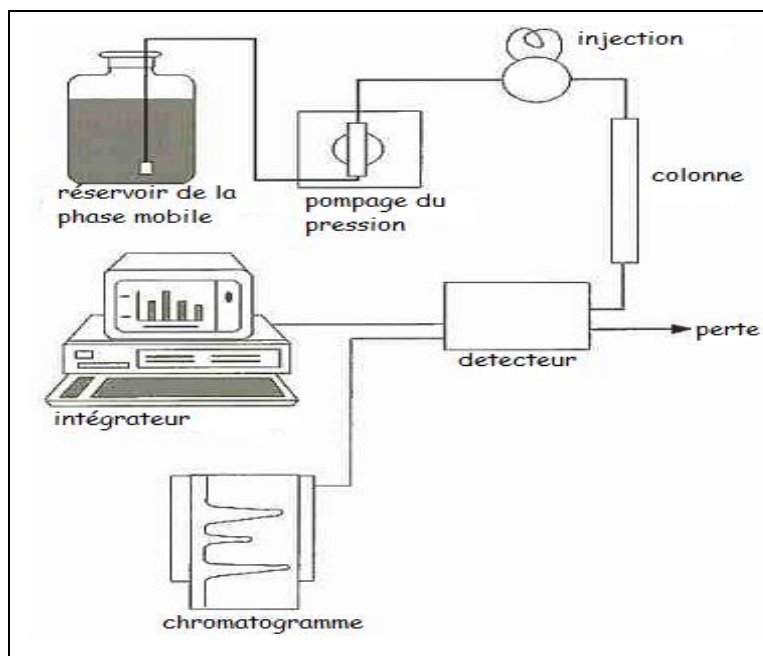 injection
réservoir de la
phase mobile
pompage du
pression
colonne
detecteur
perte
intégrateur
chromatogramme